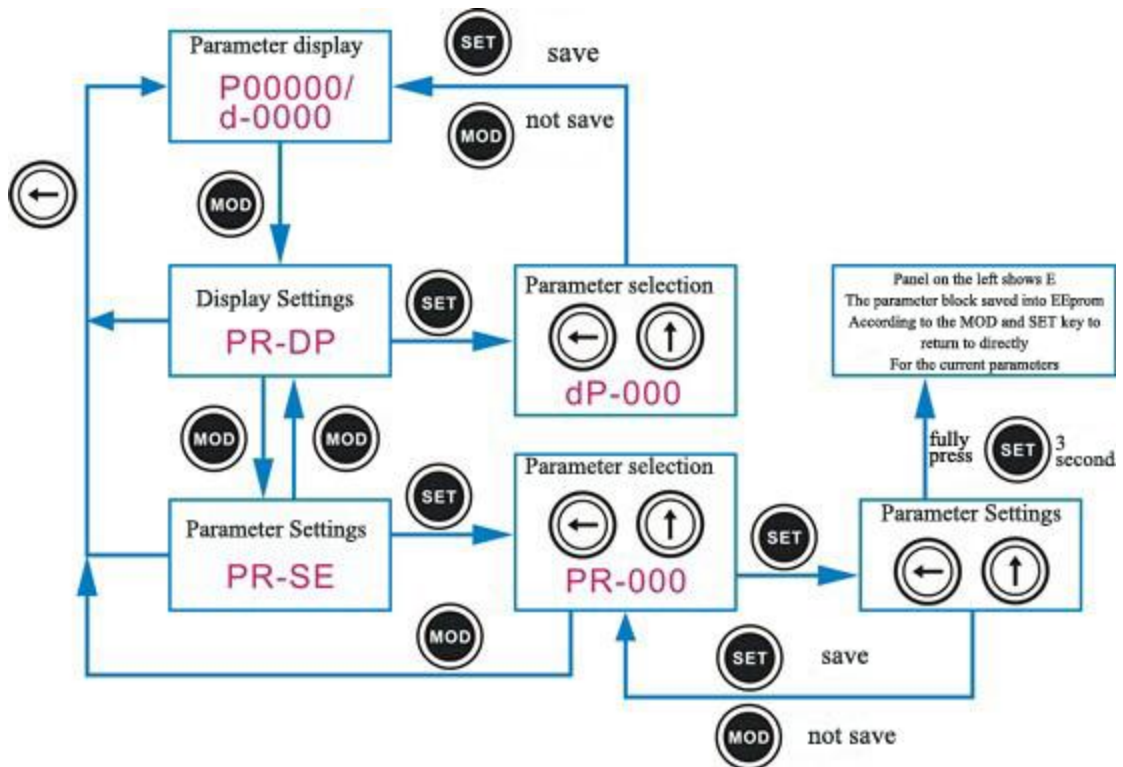 Parameter display
P00000/
d-0000
SET
save
MOD
not save
MOD
Display Settings
PR-DP
SET
Parameter selection
dP-000
Panel on the left shows E
The parameter block saved into EEprom
According to the MOD and SET key to
return to directly
For the current parameters
MOD
MOD
fully
press
SET
3
second
Parameter Settings
PR-SE
SET
Parameter selection
PR-000
SET
Parameter Settings
MOD
SET
save
MOD
not save